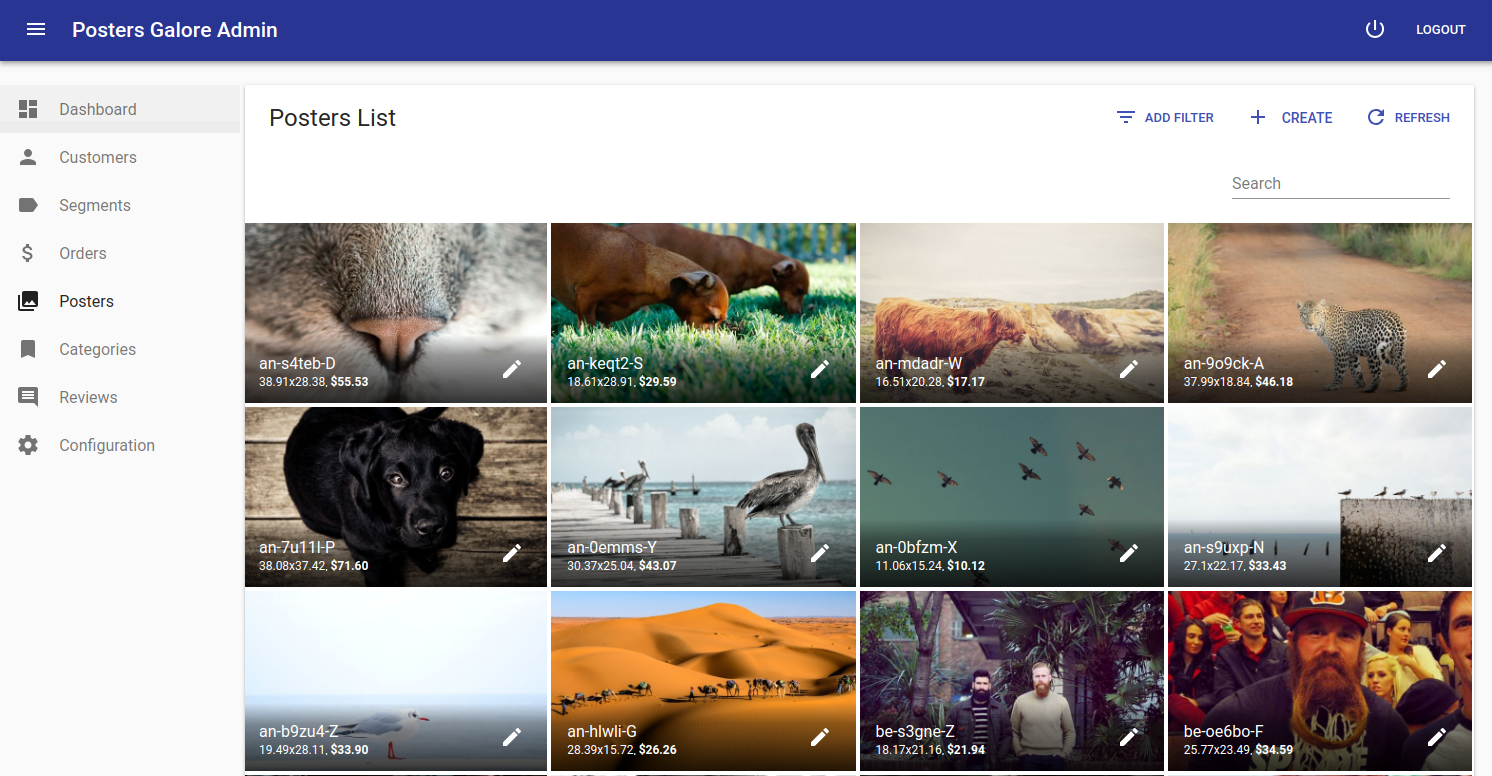 Posters Galore Admin
LOGOUT
Dashboard
Customers
Segments
Orders
Posters
Categories
Reviews
Configuration
Posters List
ADD FILTER
CREATE
REFRESH
Search
an-s4teb-D
38.91x28.38, $55.53
an-keqt2-S
18.61x28.91, $29.59
an-mdadr-W
16.51x20.28, $17.17
an-9o9ck-A
37.99x18.84, $46.18
an-7u11l-P
38.08x37.42, $71.60
an-0emms-Y
30.37x25.04, $43.07
an-0bfzm-X
11.06x15.24, $10.12
an-s9uxp-N
27.1x22.17, $33.43
an-b9zu4-Z
19.49x28.11, $33.90
an-hlwli-G
28.39x15.72, $26.26
be-s3gne-Z
18.17x21.16, $21.94
be-oe6bo-F
25.77x23.49, $34.59